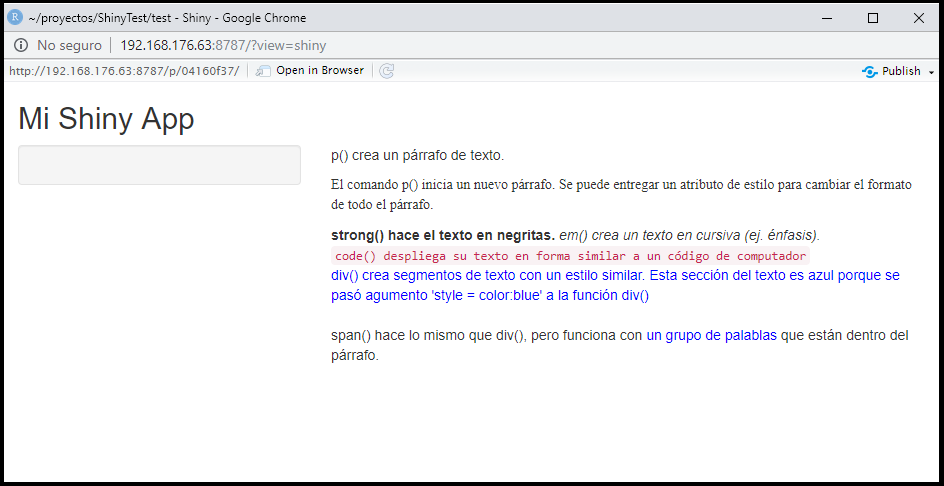 ~/proyectos/ShinyTest/test - Shiny - Google Chrome
No seguro | 192.168.176.63:8787/?view=shiny
http://192.168.176.63:8787/p/04160f37/ Open in Browser Publish
Mi Shiny App
p() crea un párrafo de texto.
El comando p() inicia un nuevo párrafo. Se puede entregar un atributo de estilo para cambiar el formato
de todo el párrafo.
strong() hace el texto en negritas. em() crea un texto en cursiva (ej. énfasis).
code() despliega su texto en forma similar a un código de computador
div() crea segmentos de texto con un estilo similar. Esta sección del texto es azul porque se
pasó agumento 'style = color:blue' a la función div()
span() hace lo mismo que div(), pero funciona con un grupo de palablas que están dentro del
párrafo.